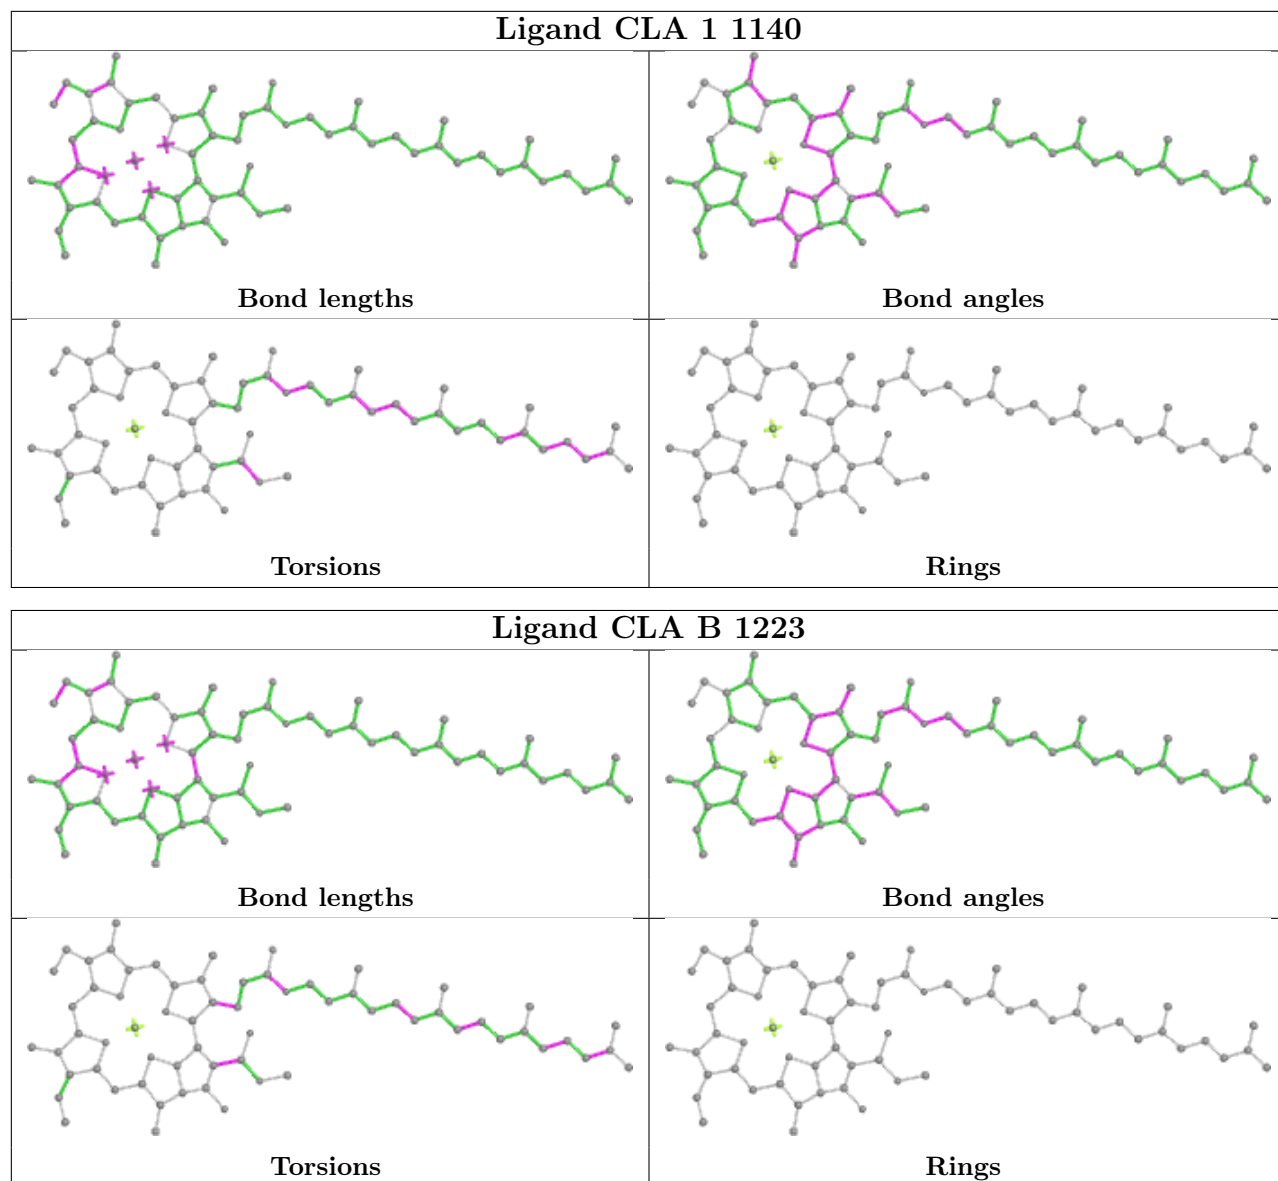 Ligand CLA 1 1140
Bond lengths
Bond angles
Torsions
Rings
Ligand CLA B 1223
Bond lengths
Bond angles
Torsions
Rings